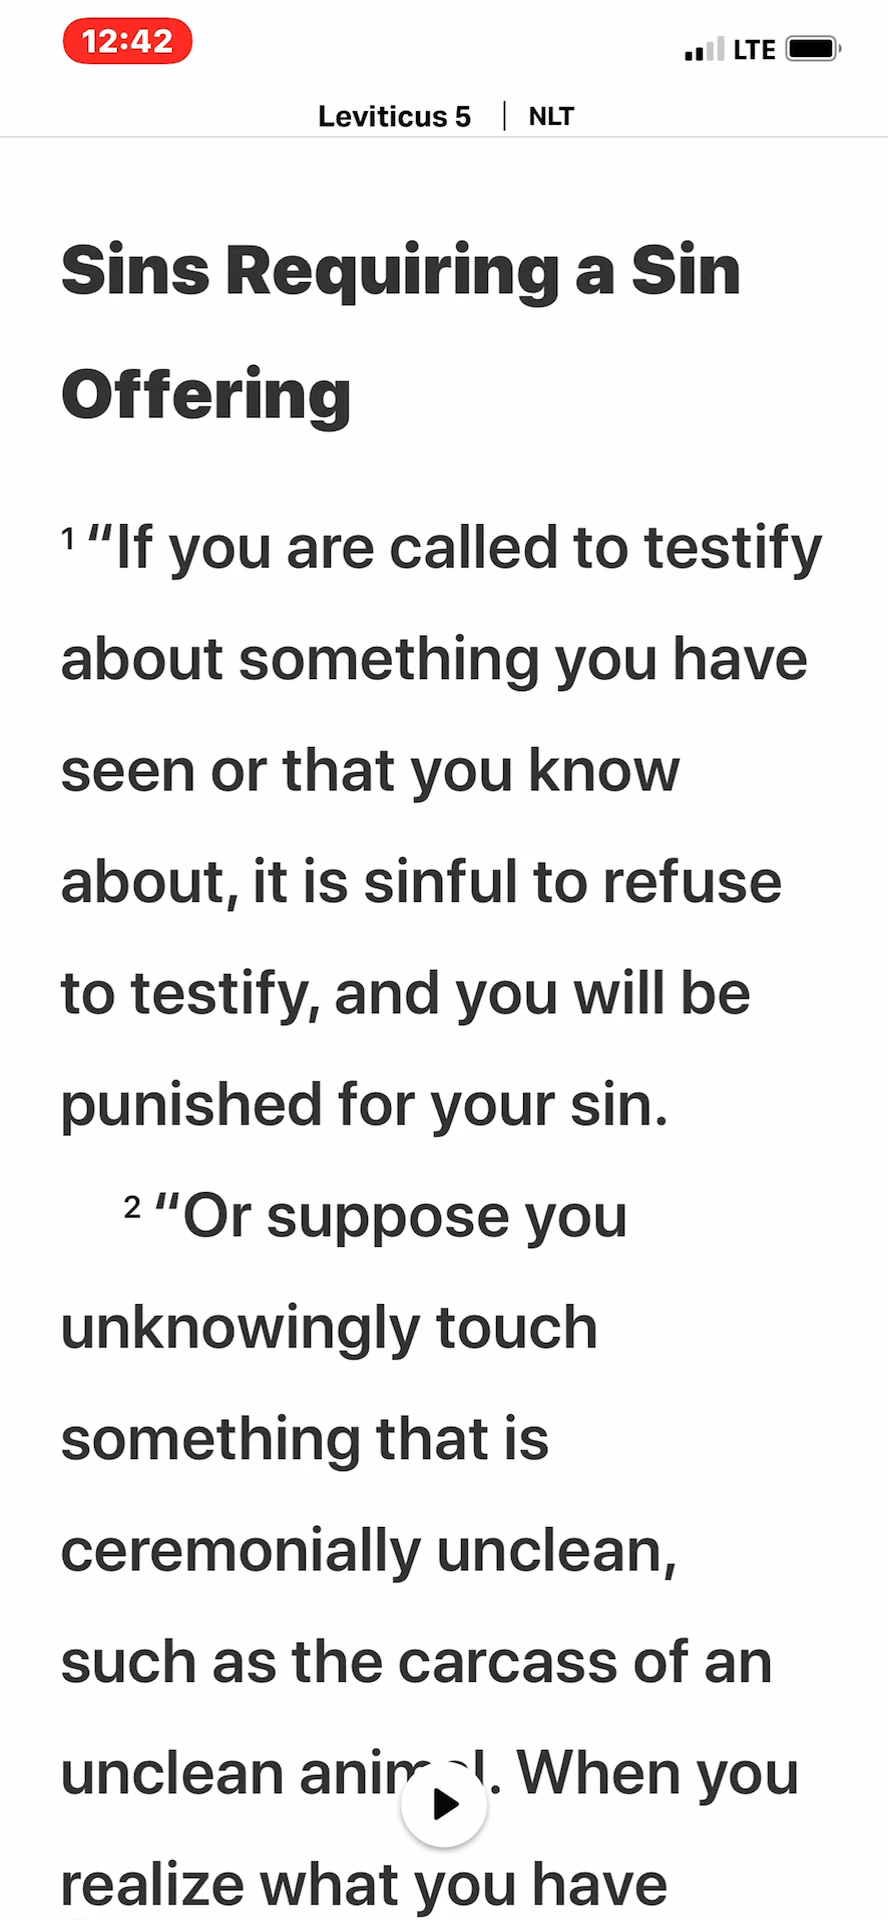 12:42
LTE
Leviticus 5 | NLT
Sins Requiring a Sin
Offering
1 “If you are called to testify
about something you have
seen or that you know
about, it is sinful to refuse
to testify, and you will be
punished for your sin.
2 “Or suppose you
unknowingly touch
something that is
ceremonially unclean,
such as the carcass of an
unclean animal. When you
realize what you have